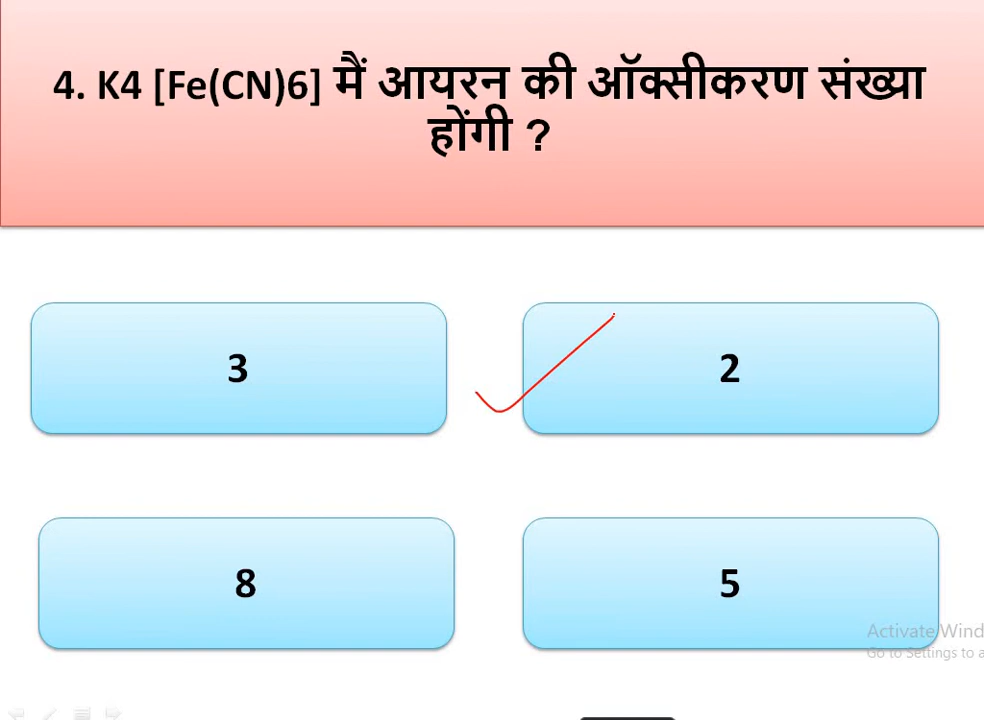 4. K4 [Fe(CN)6] मैं आयरन की ऑक्सीकरण संख्या
होंगी ?
3
2
8
5
Activate Wind
Go to Settings to a